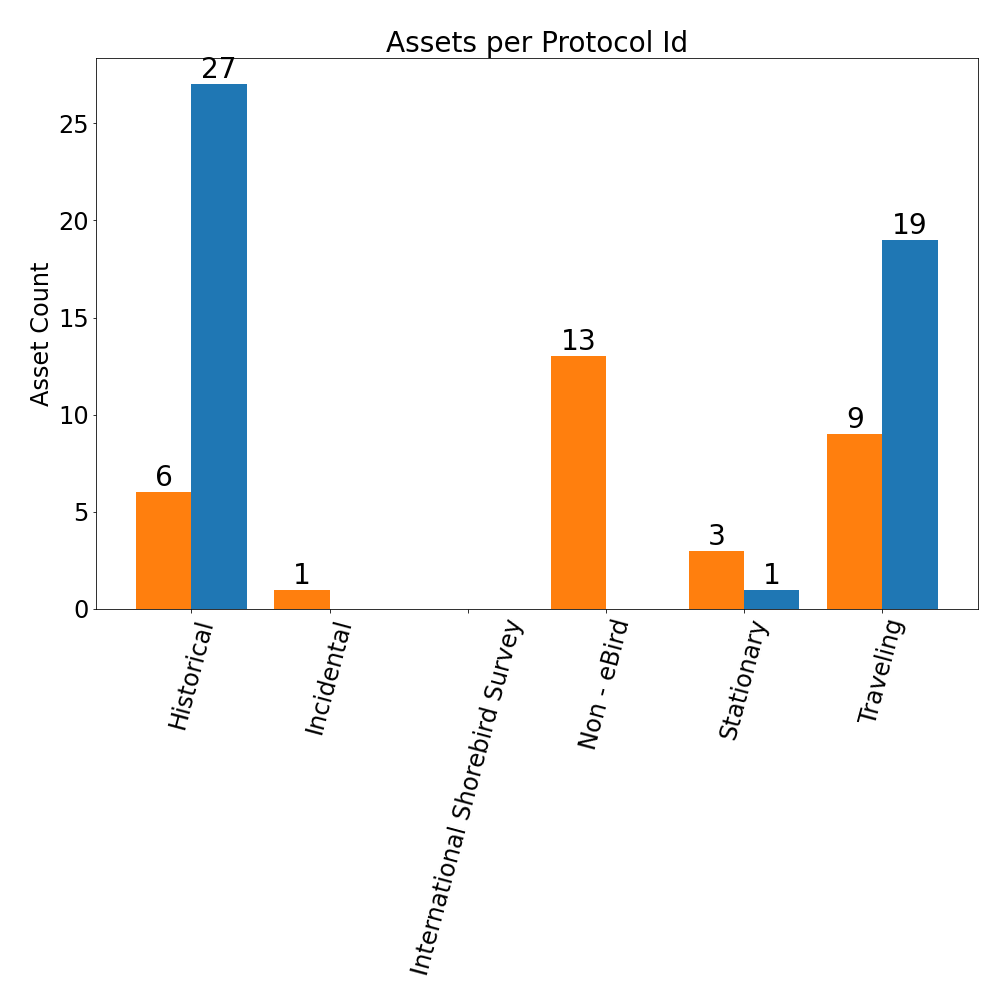 Assets per Protocol Id
27
25
20
19
15
13
10
9
6
5
3
1
1
0
Asset Count
Historical
Incidental
International Shorebird Survey
Non - eBird
Stationary
Traveling